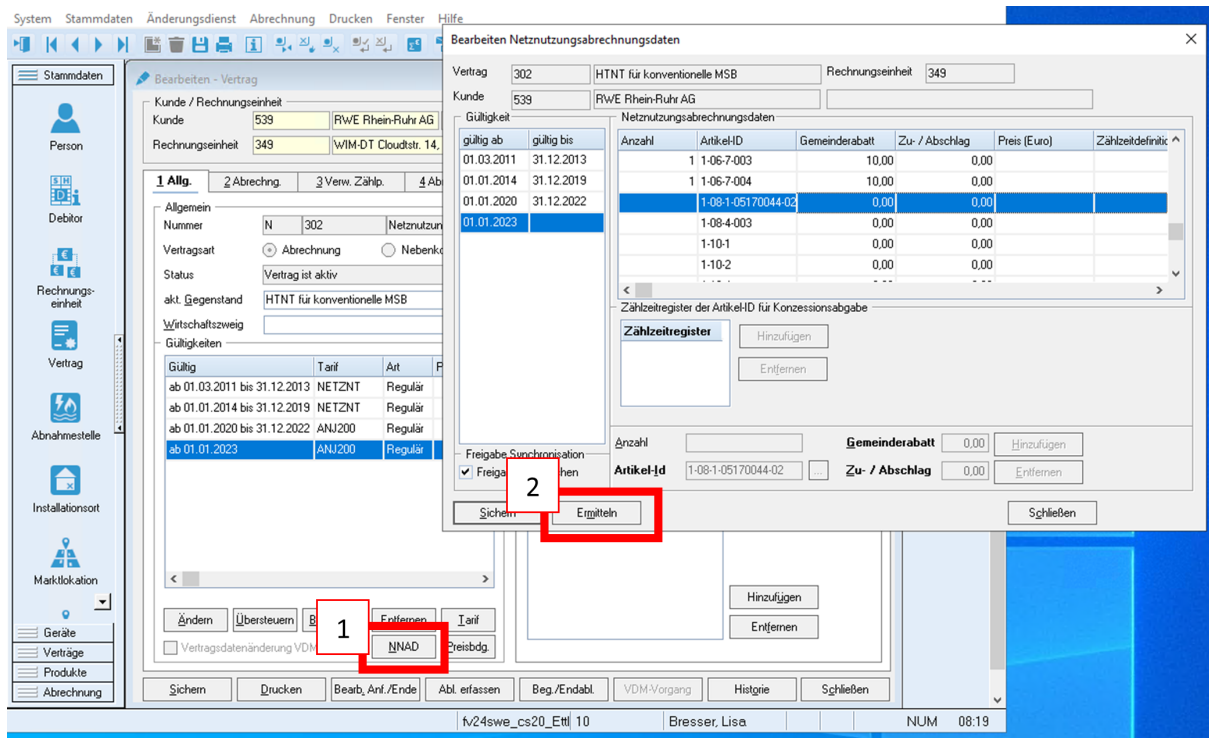 System Stammdaten Änderungsdienst Abrechnung Drucken Fenster Hilfe
Stammdaten
Person
Debitor
Rechnungs-
einheit
Vertrag
Abnahmestelle
Installationsort
Marktlokation
Geräte
Verträge
Produkte
Abrechnung
Bearbeiten - Vertrag
Kunde / Rechnungseinheit
Kunde 539 RWE Rhein-Ruhr AG
Rechnungseinheit 349 WIM-DT Cloudtstr. 14,
1 Allg. 2 Abrechng. 3 Verw. Zählp. 4 Ab
Allgemein
Nummer N 302 Netznutzun
Vertragsart Abrechnung Nebenko
Status Vertrag ist aktiv
akt. Gegenstand HTNT für konventionelle MSB
Wirtschaftszweig
Gültigkeiten
Gültig Tarif Art P
ab 01.03.2011 bis 31.12.2013 NETZNT Regulär
ab 01.01.2014 bis 31.12.2019 NETZNT Regulär
ab 01.01.2020 bis 31.12.2022 ANJ200 Regulär
ab 01.01.2023 ANJ200 Regulär
Ändern Übersteuern B Entfernen Tarif
1
Vertragsdatenänderung VDM NNAD Preisbdg.
Hinzufügen
Entfernen
Sichern Drucken Bearb, Anf./Ende Abl. erfassen Beg./Endabl. VDM-Vorgang Historie Schließen
fv24swe_cs20_Ettl 10 Bresser, Lisa NUM 08:19
Bearbeiten Netznutzungsabrechnungsdaten
Vertrag 302 HTNT für konventionelle MSB Rechnungseinheit 349
Kunde 539 RWE Rhein-Ruhr AG
Gültigkeit
gültig ab gültig bis
01.03.2011 31.12.2013
01.01.2014 31.12.2019
01.01.2020 31.12.2022
01.01.2023
Netznutzungsabrechnungsdaten
Anzahl Artikel-ID Gemeinderabatt Zu- / Abschlag Preis (Euro) Zählzeitdefinitic
1 1-06-7-003 10,00 0,00
1 1-06-7-004 10,00 0,00
1-08-1-05170044-02 0,00 0,00
1-08-4-003 0,00 0,00
1-10-1 0,00 0,00
1-10-2 0,00 0,00
Zählzeitregister der Artikel-ID für Konzessionsabgabe
Zählzeitregister
Hinzufügen
Entfernen
Anzahl Gemeinderabatt 0,00 Hinzufügen
Artikel-Id 1-08-1-05170044-02 ... Zu- / Abschlag 0,00 Entfernen
Freigabe Synchronisation
2
Sichern Ermitteln Schließen